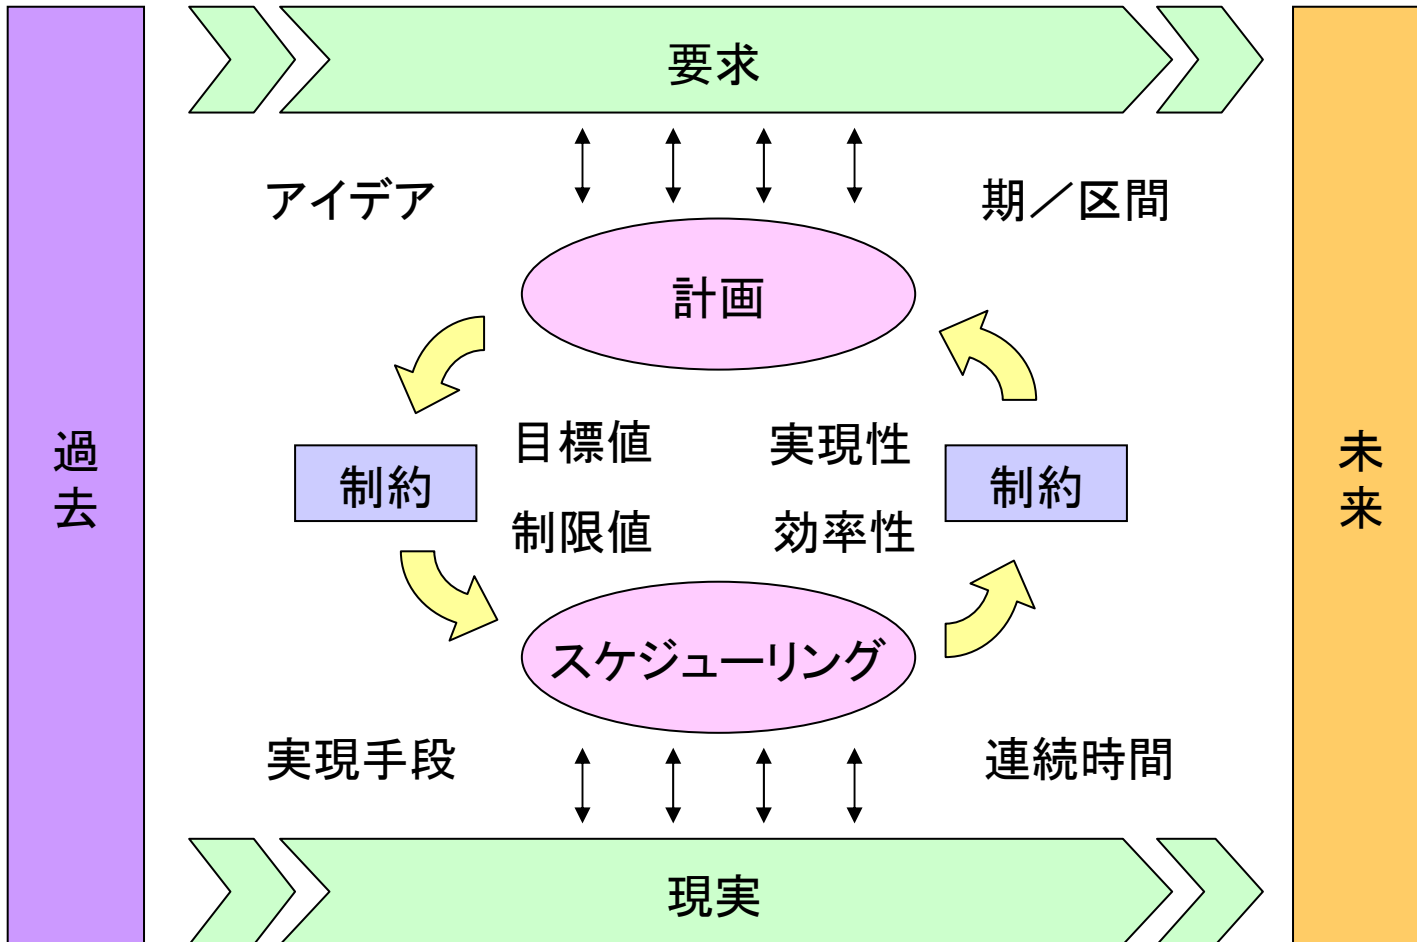 要求
アイデア
期／区間
計画
過去
目標値
実現性
未来
制約
制約
制限値
効率性
スケジューリング
実現手段
連続時間
現実